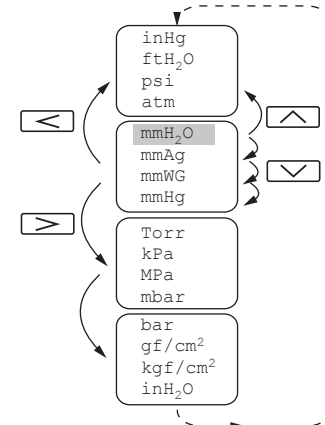 inHg
ftH₂O
psi
atm
mmH₂O
mmAg
mmWG
mmHg
Torr
kPa
MPa
mbar
bar
gf/cm²
kgf/cm²
inH₂O